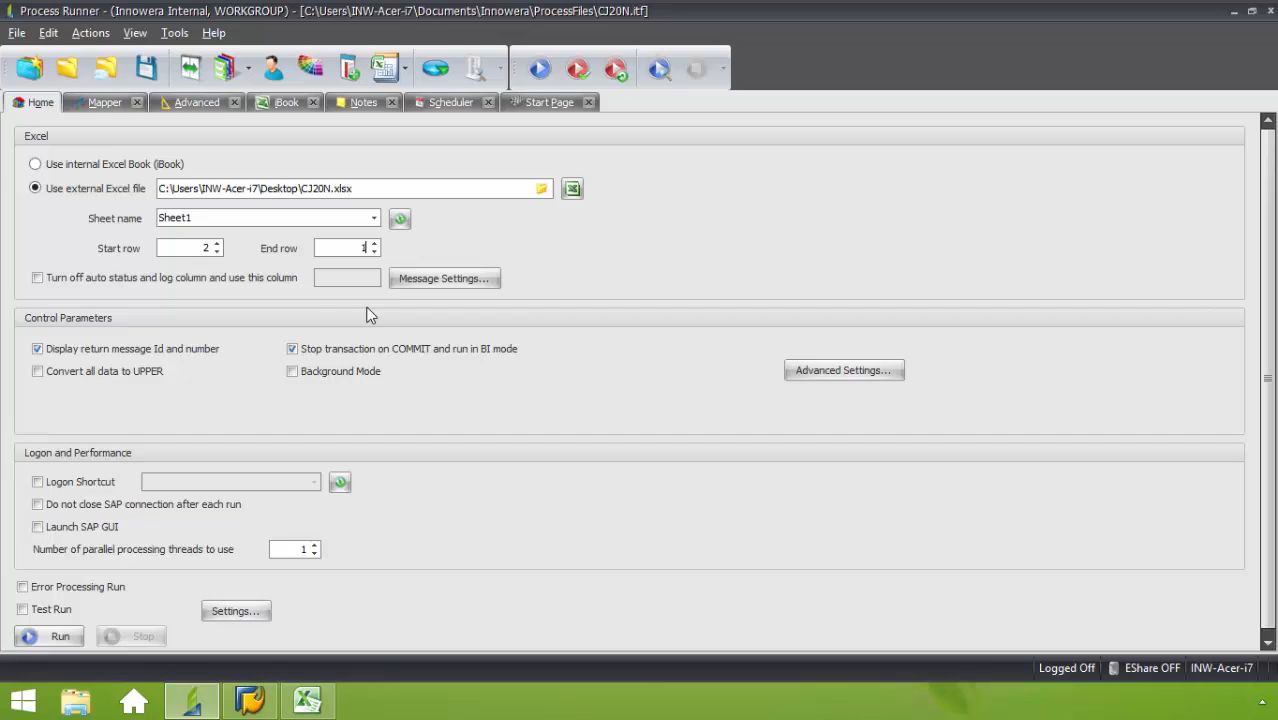 Process Runner - (Innowera Internal, WORKGROUP) - [C:\Users\INW-Acer-i7\Documents\Innowera\ProcessFiles\CJ20N.itf]
File Edit Actions View Tools Help
Home Mapper Advanced iBook Notes Scheduler Start Page
Excel
Use internal Excel Book (iBook)
Use external Excel file C:\Users\INW-Acer-i7\Desktop\CJ20N.xlsx
Sheet name Sheet1
Start row 2 End row 1
Turn off auto status and log column and use this column Message Settings...
Control Parameters
Display return message Id and number Stop transaction on COMMIT and run in BI mode
Convert all data to UPPER Background Mode Advanced Settings...
Logon and Performance
Logon Shortcut
Do not close SAP connection after each run
Launch SAP GUI
Number of parallel processing threads to use 1
Error Processing Run
Test Run Settings...
Run Stop
Logged Off EShare OFF INW-Acer-i7